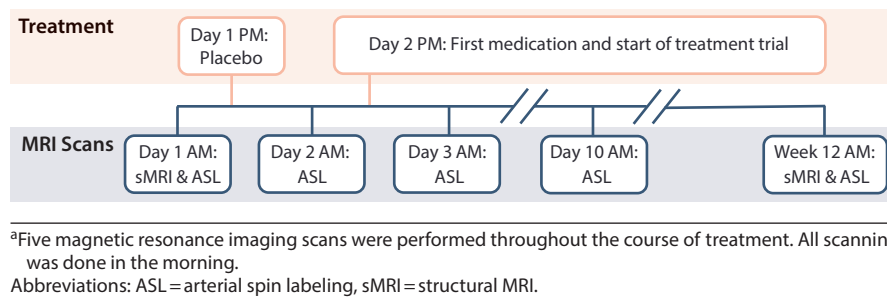 Treatment
Day 1 PM:
Placebo
Day 2 PM: First medication and start of treatment trial
MRI Scans
Day 1 AM:
sMRI & ASL
Day 2 AM:
ASL
Day 3 AM:
ASL
Day 10 AM:
ASL
Week 12 AM:
sMRI & ASL
aFive magnetic resonance imaging scans were performed throughout the course of treatment. All scannin
was done in the morning.
Abbreviations: ASL = arterial spin labeling, sMRI = structural MRI.